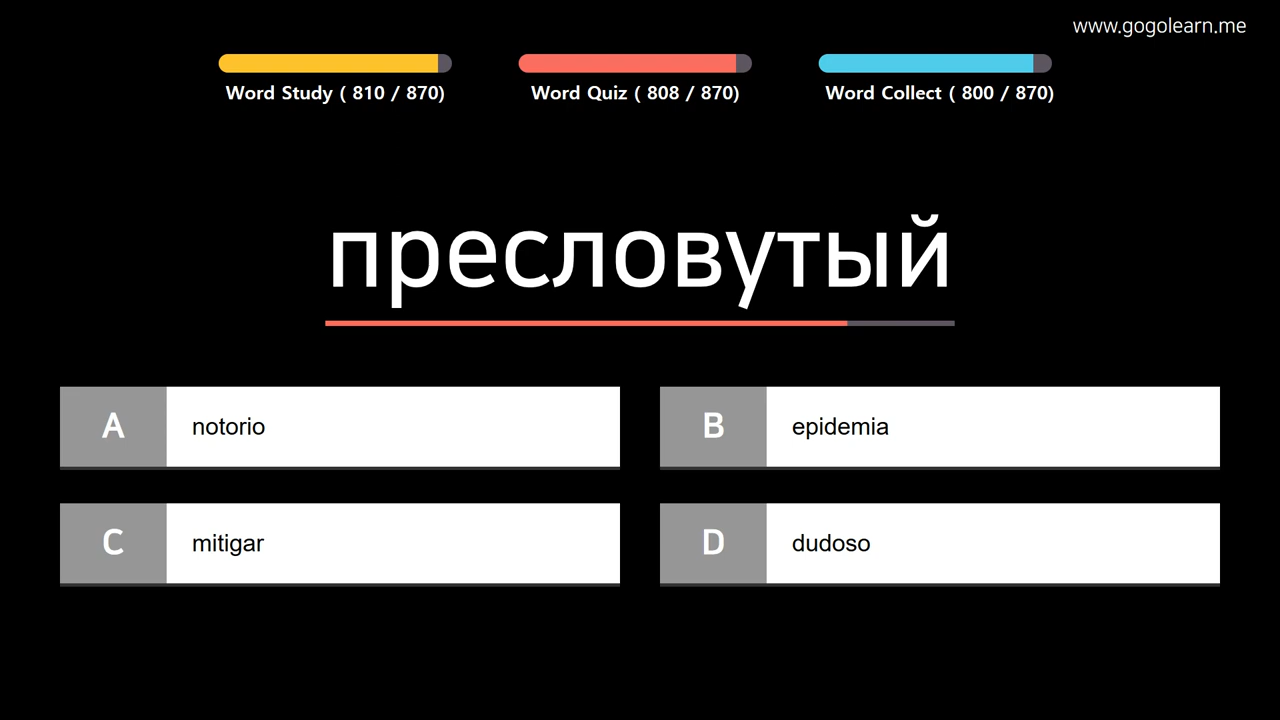 www.gogolearn.me
Word Study ( 810 / 870)
Word Quiz ( 808 / 870)
Word Collect ( 800 / 870)
пресловутый
A notorio
B epidemia
C mitigar
D dudoso